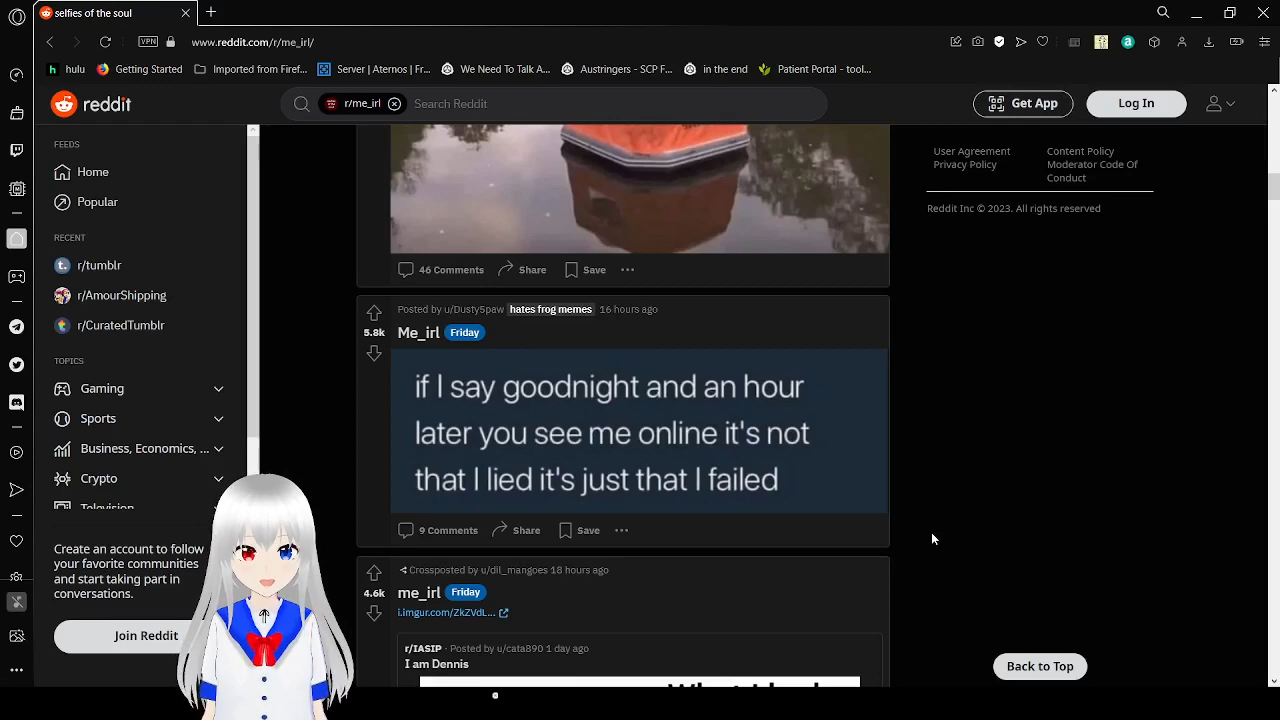 selfies of the soul
VPN
www.reddit.com/r/me_irl/
hulu
Getting Started
Imported from Firef...
Server | Aternos | Fr...
We Need To Talk A...
Austringers - SCP F...
in the end
Patient Portal - tool...
reddit
r/me_irl
Search Reddit
Get App
Log In
FEEDS
Home
Popular
RECENT
r/tumblr
r/AmourShipping
r/CuratedTumblr
TOPICS
Gaming
Sports
Business, Economics, ...
Crypto
Television
Create an account to follow
your favorite communities
and start taking part in
conversations.
Join Reddit
46 Comments
Share
Save
Posted by u/Dusty5paw hates frog memes 16 hours ago
5.8k
Me_irl Friday
if I say goodnight and an hour
later you see me online it's not
that I lied it's just that I failed
9 Comments
Share
Save
Crossposted by u/dil_mangoes 18 hours ago
4.6k
me_irl Friday
i.imgur.com/ZkZVdL...
r/IASIP · Posted by u/cata890 1 day ago
I am Dennis
User Agreement
Privacy Policy
Content Policy
Moderator Code Of
Conduct
Reddit Inc © 2023. All rights reserved
Back to Top